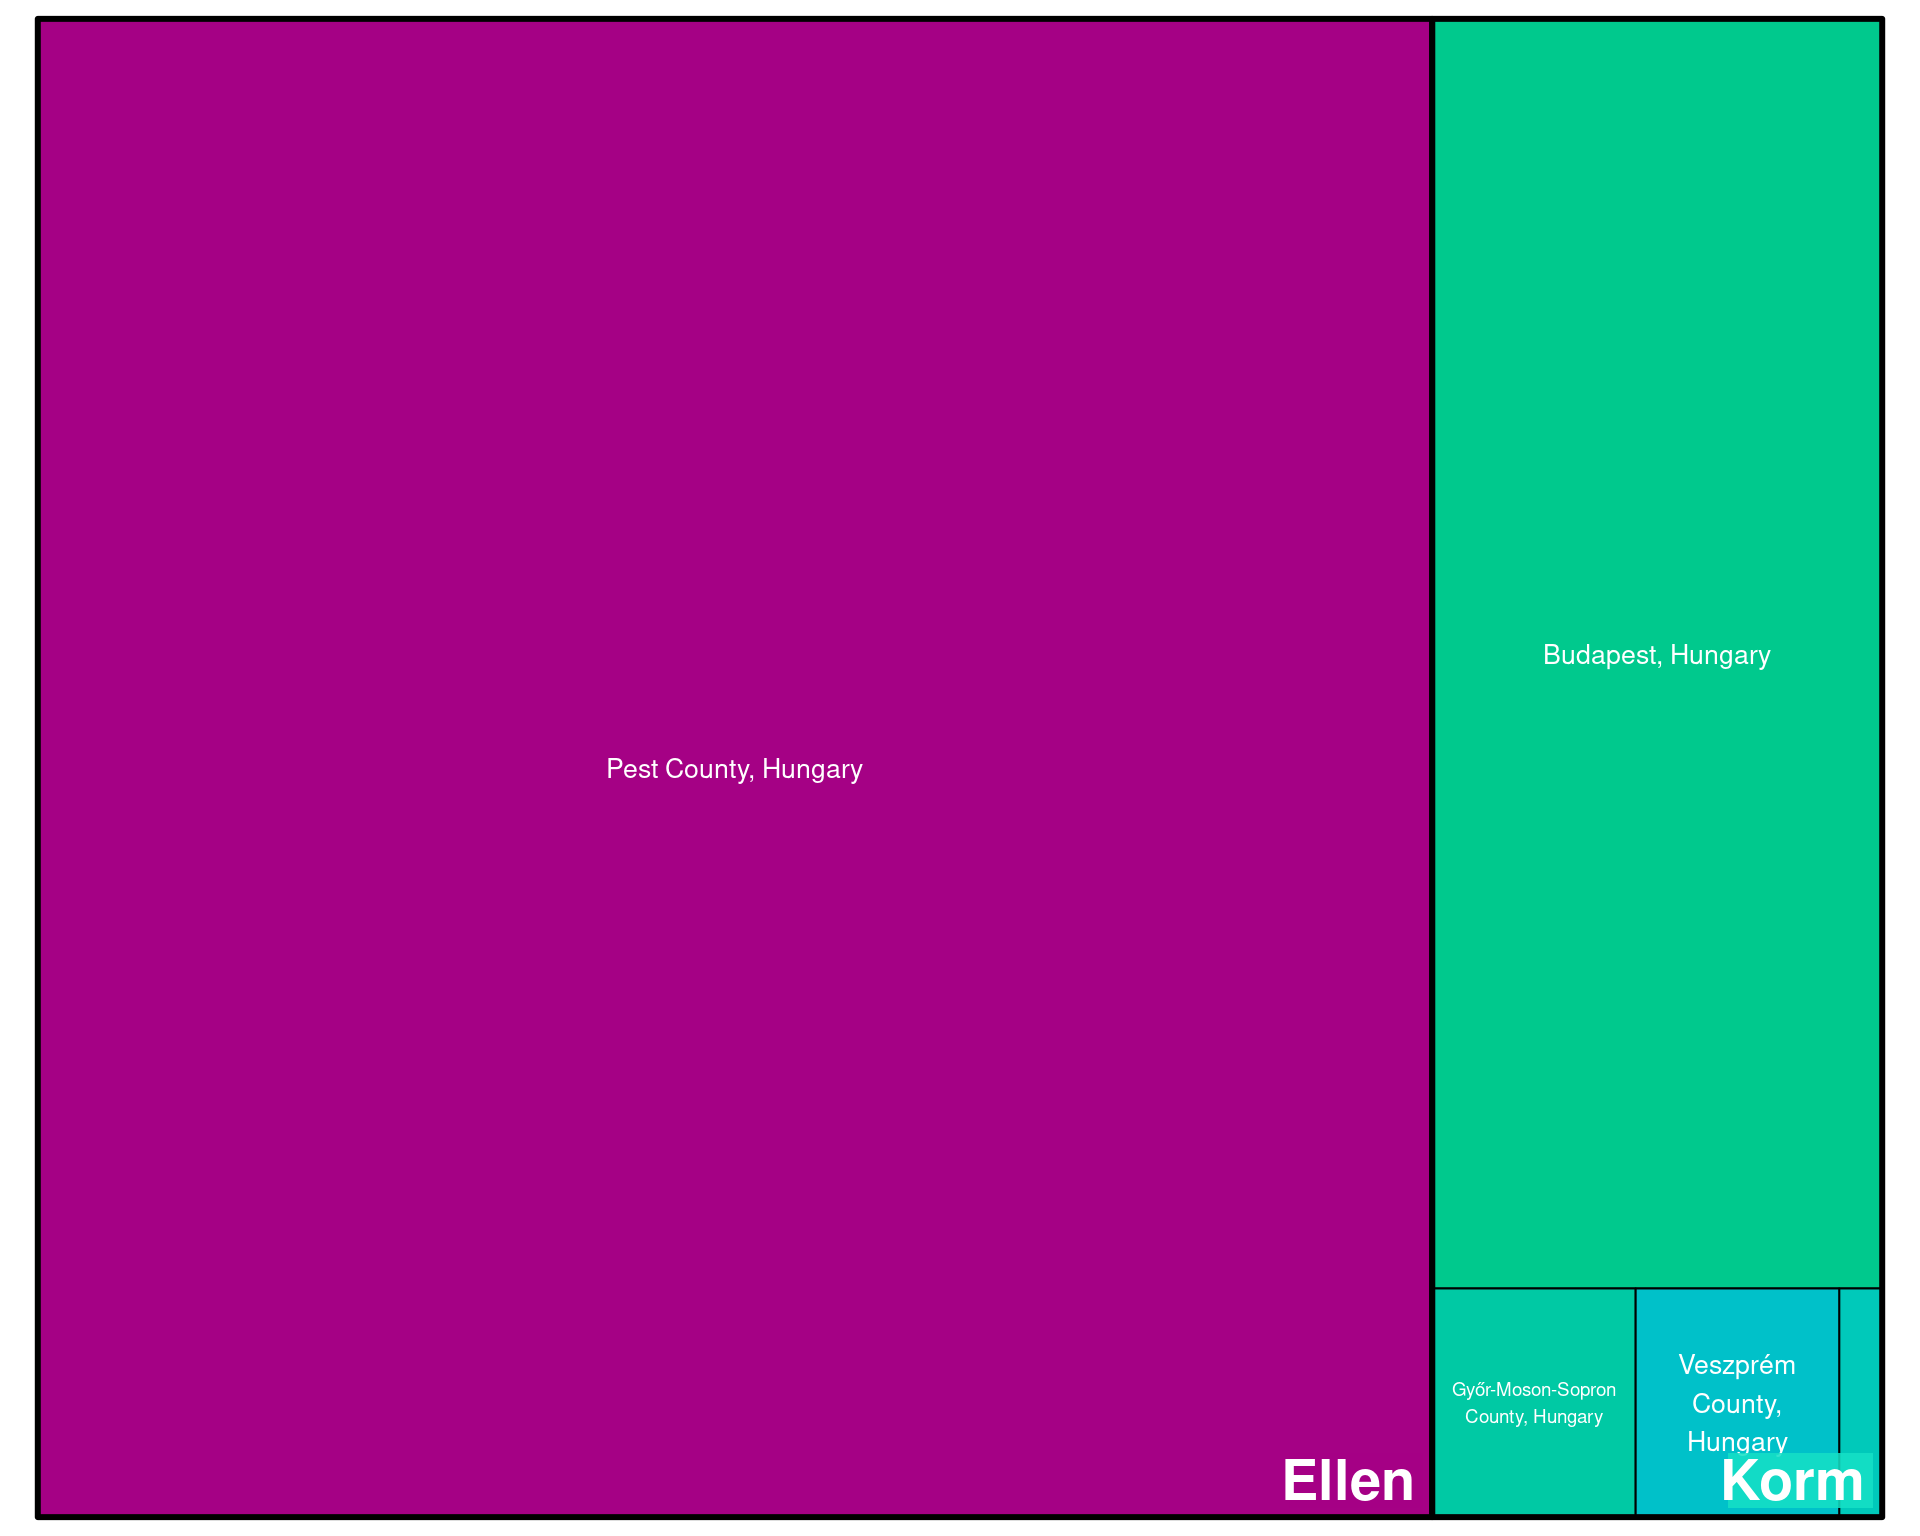 Pest County, Hungary
Ellen
Budapest, Hungary
Győr-Moson-Sopron
County, Hungary
Veszprém
County,
Hungary
Korm